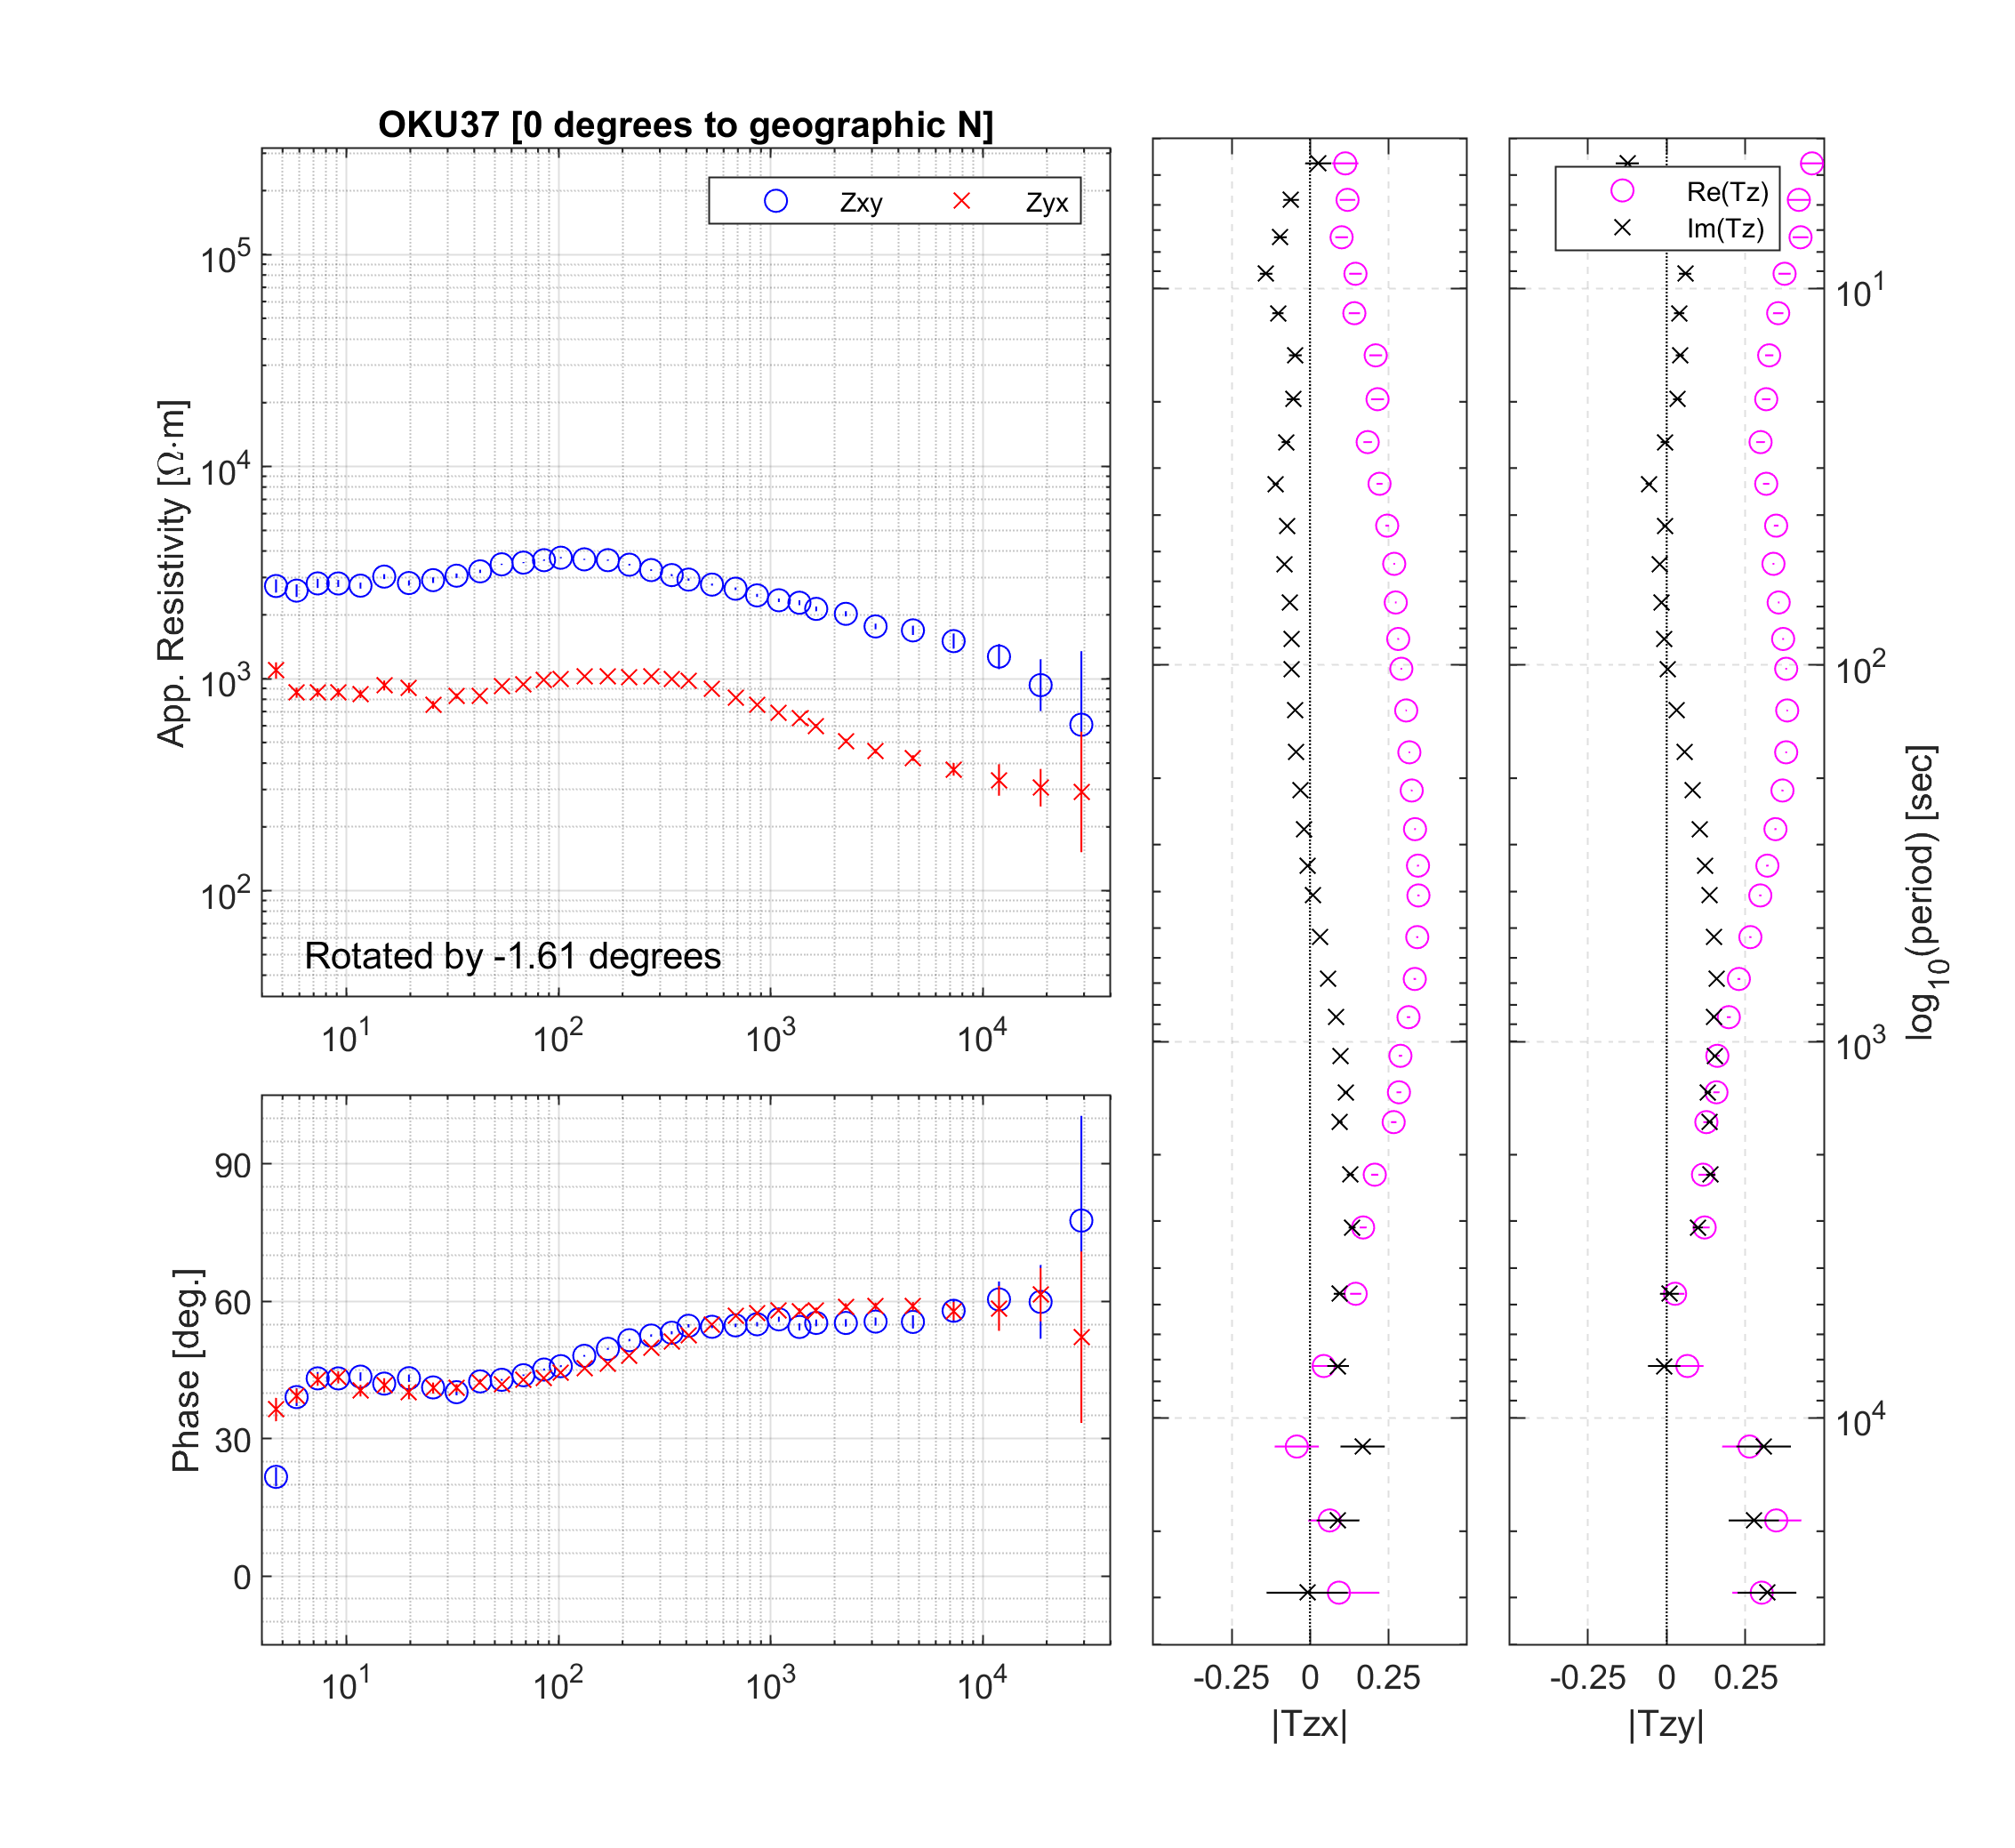 OKU37 [0 degrees to geographic N]
Zxy Zyx
App. Resistivity [Ω·m]
10^5
10^4
10^3
10^2
Rotated by -1.61 degrees
10^1 10^2 10^3 10^4
Phase [deg.]
90
60
30
0
10^1 10^2 10^3 10^4
-0.25 0 0.25
|Tzx|
Re(Tz)
Im(Tz)
-0.25 0 0.25
|Tzy|
10^1
10^2
10^3
10^4
log_10(period) [sec]